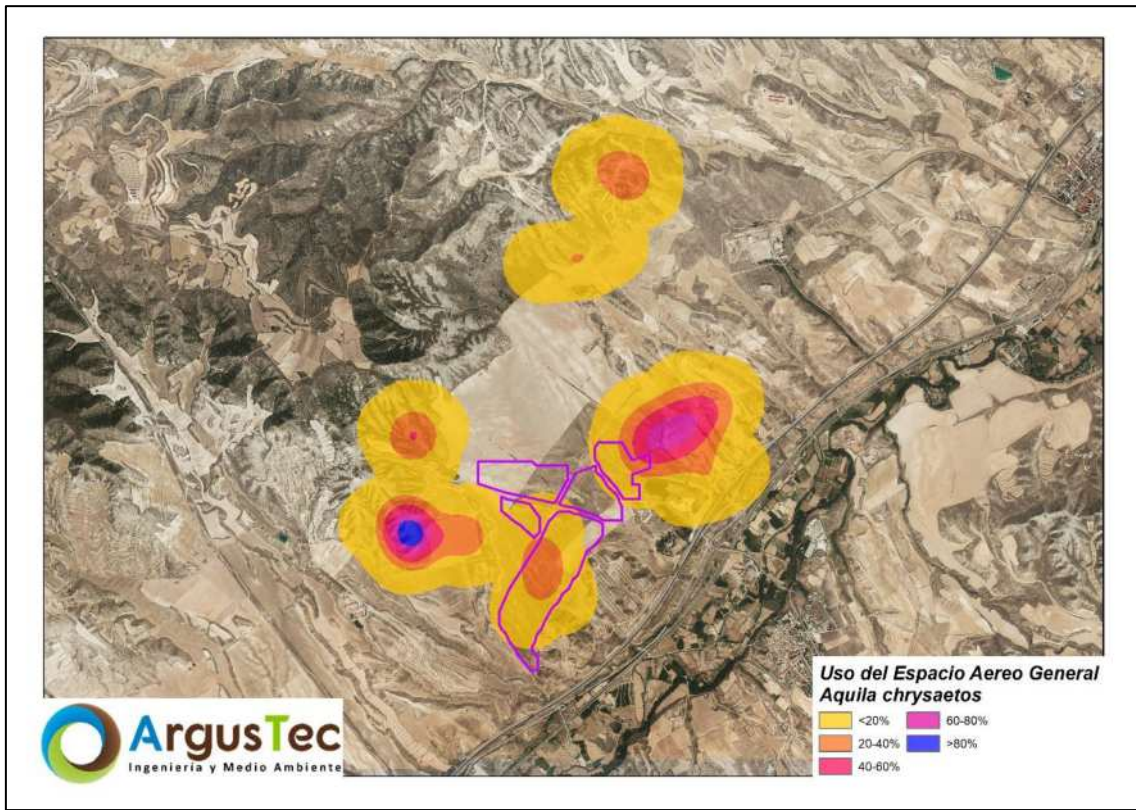 Uso del Espacio Aereo General
Aquila chrysaetos
<20%
20-40%
40-60%
60-80%
>80%
ArgusTec
Ingeniería y Medio Ambiente